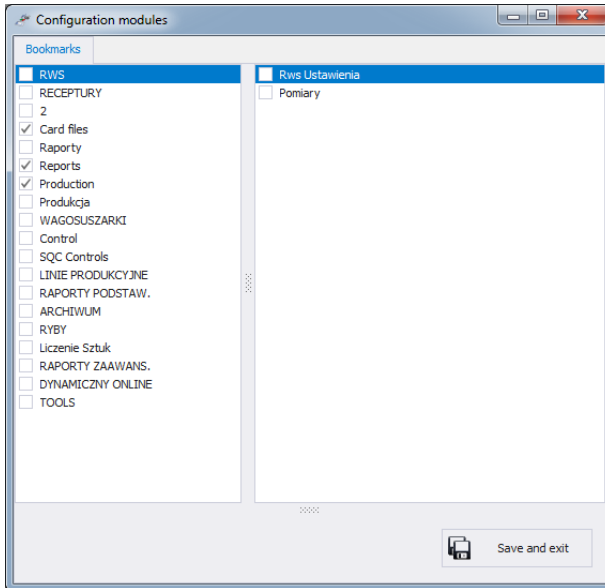 Configuration modules
Bookmarks
RWS
RECEPTURY
2
Card files
Raporty
Reports
Production
Produkcja
WAGOSUSZARKI
Control
SQC Controls
LINIE PRODUKCYJNE
RAPORTY PODSTAW.
ARCHIWUM
RYBY
Liczenie Sztuk
RAPORTY ZAAWANS.
DYNAMICZNY ONLINE
TOOLS
Rws Ustawienia
Pomiary
Save and exit